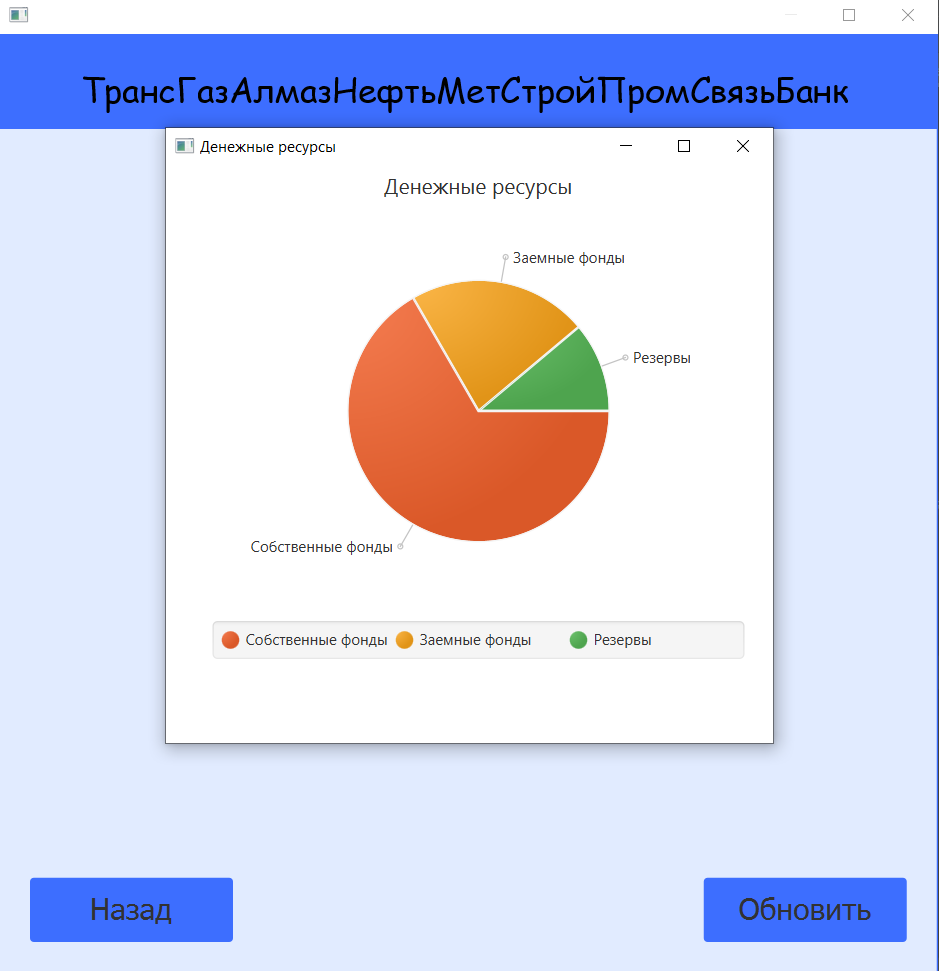 ТрансГазАлмазНефтьМетСтройПромСвязьБанк
Денежные ресурсы
Денежные ресурсы
Заемные фонды
Резервы
Собственные фонды
Собственные фонды Заемные фонды Резервы
Назад Обновить